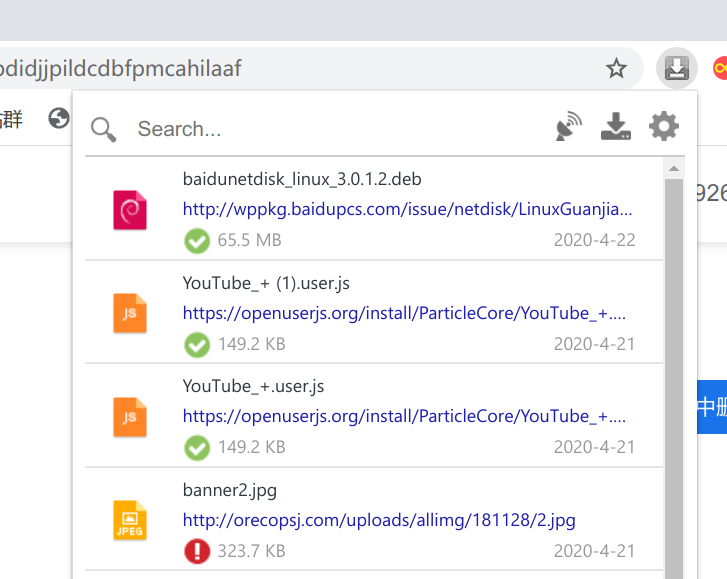 odidjjpildcdbfpmcahilaaf
群
Search...
926
baidunetdisk_linux_3.0.1.2.deb
http://wppkg.baidupcs.com/issue/netdisk/LinuxGuanjia...
65.5 MB 2020-4-22
YouTube_+ (1).user.js
https://openuserjs.org/install/ParticleCore/YouTube_+....
JS
149.2 KB 2020-4-21
YouTube_+.user.js
https://openuserjs.org/install/ParticleCore/YouTube_+....
中删
JS
149.2 KB 2020-4-21
banner2.jpg
http://orecopsj.com/uploads/allimg/181128/2.jpg
JPEG
323.7 KB 2020-4-21